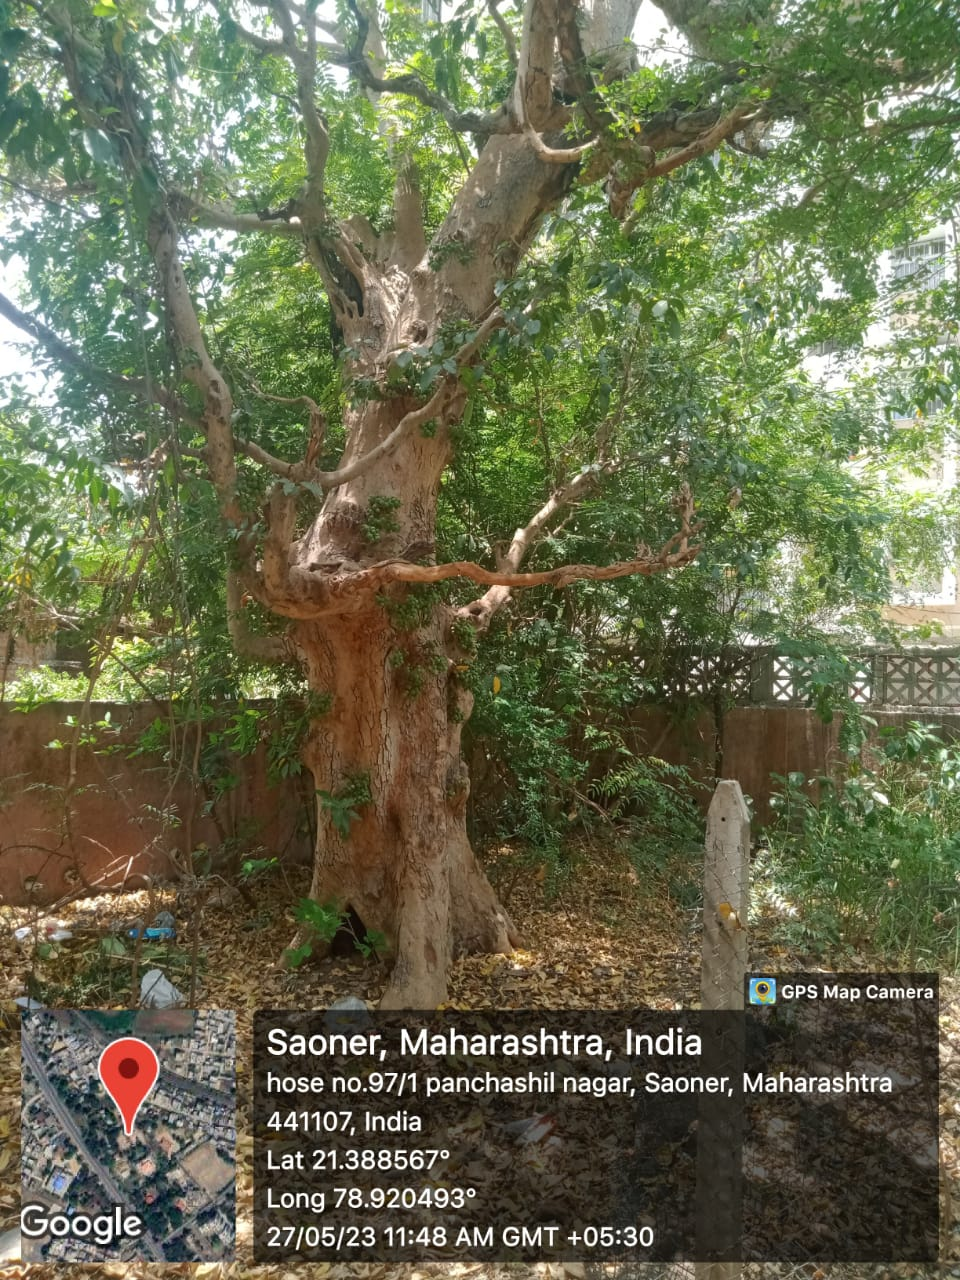 GPS Map Camera
Saoner, Maharashtra, India
hose no.97/1 panchashil nagar, Saoner, Maharashtra
441107, India
Lat 21.388567°
Long 78.920493°
27/05/23 11:48 AM GMT +05:30
Google